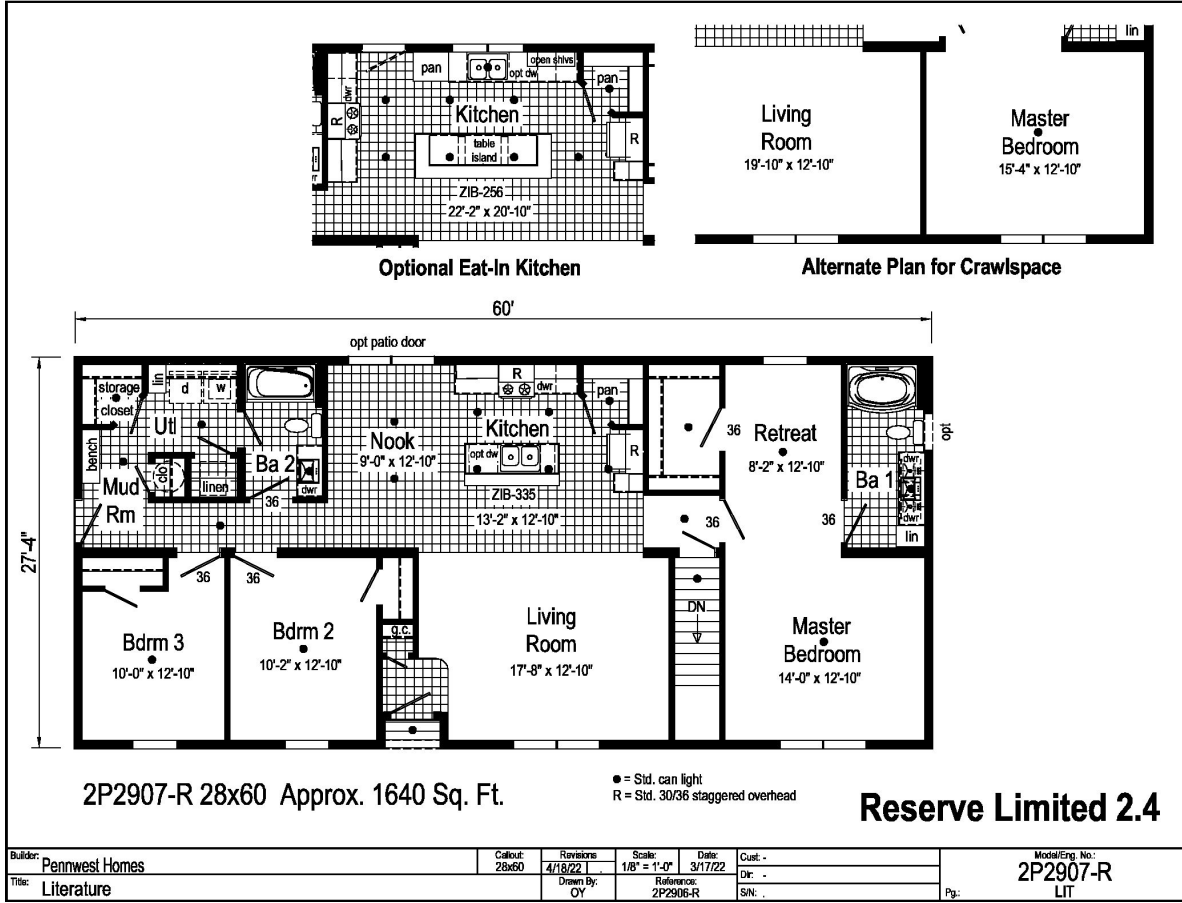 pan
opt dw
open shlvs
pan
dwr
R
Kitchen
R
table
island
ZIB-256
22'-2" x 20'-10"
Optional Eat-In Kitchen
lin
Living
Room
19'-10" x 12'-10"
Master
Bedroom
15'-4" x 12'-10"
Alternate Plan for Crawlspace
60'
27'-4"
opt patio door
storage
closet
lin
d
w
Utl
bench
Mud
Rm
clo
linen
Ba 2
dwr
36
Nook
9'-0" x 12'-10"
R
dwr
Kitchen
opt dw
ZIB-335
13'-2" x 12'-10"
pan
R
36
Retreat
8'-2" x 12'-10"
36
36
Ba 1
dwr
dwr
lin
opt
36
Bdrm 3
10'-0" x 12'-10"
36
Bdrm 2
10'-2" x 12'-10"
g.c.
Living
Room
17'-8" x 12'-10"
DN
Master
Bedroom
14'-0" x 12'-10"
2P2907-R 28x60 Approx. 1640 Sq. Ft.
● = Std. can light
R = Std. 30/36 staggered overhead
Reserve Limited 2.4
Builder: Pennwest Homes
Title: Literature
Callout: 28x60
Revisions 4/18/22 .
Scale: 1/8" = 1'-0"
Date: 3/17/22
Drawn By: OY
Reference: 2P2906-R
Cust: -
Dir: -
S/N: .
Model/Eng. No.:
2P2907-R
Pg.: LIT